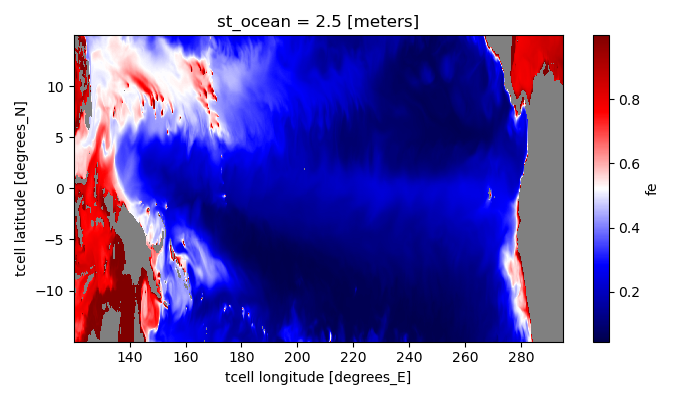 st_ocean = 2.5 [meters]
10
5
0
−5
−10
tcell latitude [degrees_N]
140 160 180 200 220 240 260 280
tcell longitude [degrees_E]
0.8
0.6
0.4
0.2
fe